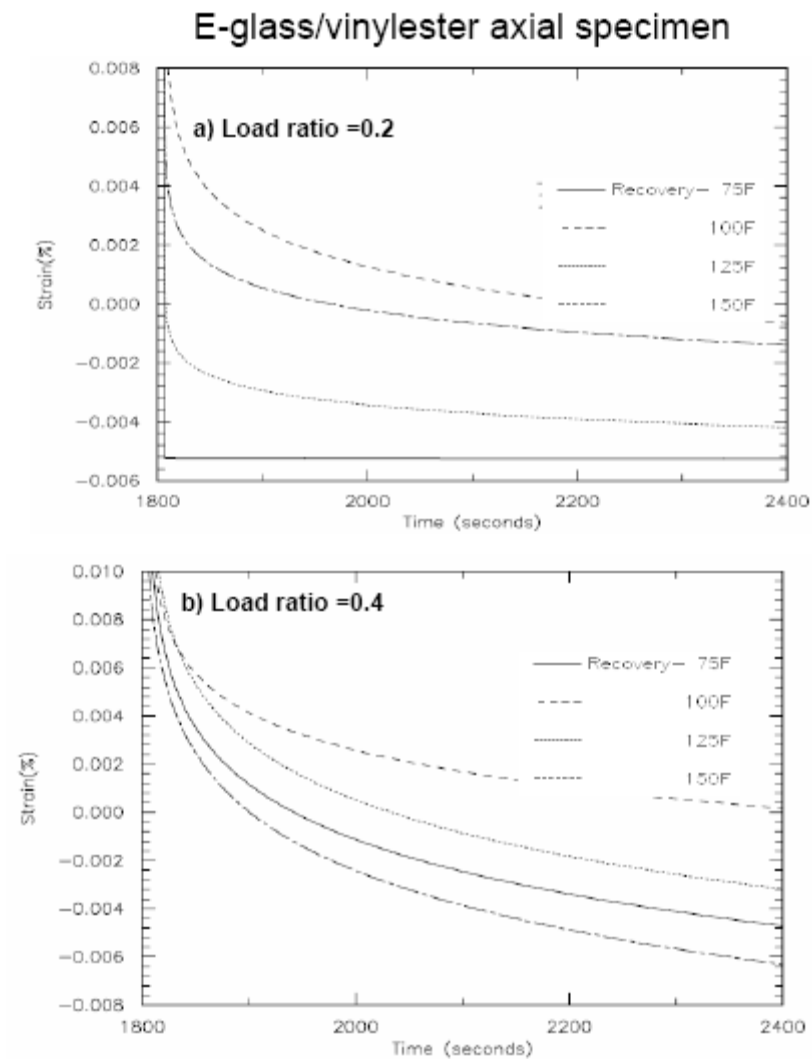 E-glass/vinylester axial specimen
0.008
0.006
0.004
0.002
0.000
−0.002
−0.004
−0.006
Strain(%)
a) Load ratio =0.2
Recovery− 75F
100F
125F
150F
1800 2000 2200 2400
Time (seconds)
0.010
0.008
0.006
0.004
0.002
0.000
−0.002
−0.004
−0.006
−0.008
Strain(%)
b) Load ratio =0.4
Recovery− 75F
100F
125F
150F
1800 2000 2200 2400
Time (seconds)